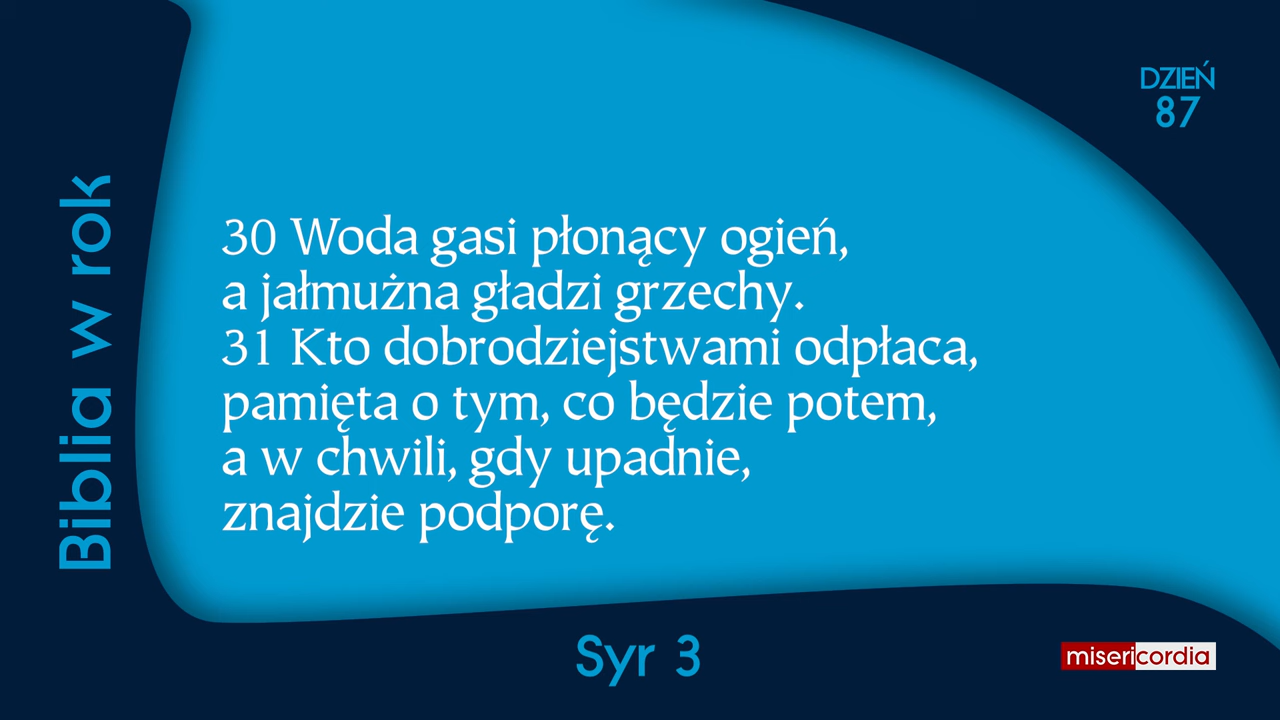 DZIEŃ
87
Biblia w rok
30 Woda gasi płonący ogień,
a jałmużna gładzi grzechy.
31 Kto dobrodziejstwami odpłaca,
pamięta o tym, co będzie potem,
a w chwili, gdy upadnie,
znajdzie podporę.
Syr 3
misericordia